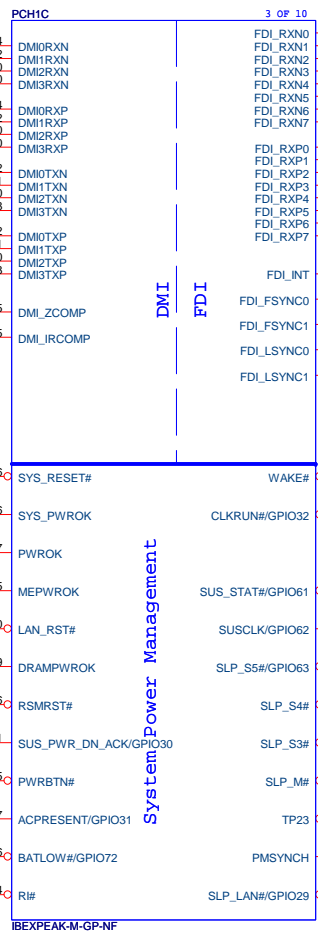 PCH1C
3 OF 10
DMI0RXN
DMI1RXN
DMI2RXN
DMI3RXN
DMI0RXP
DMI1RXP
DMI2RXP
DMI3RXP
DMI0TXN
DMI1TXN
DMI2TXN
DMI3TXN
DMI0TXP
DMI1TXP
DMI2TXP
DMI3TXP
DMI_ZCOMP
DMI_IRCOMP
DMI
FDI
FDI_RXN0
FDI_RXN1
FDI_RXN2
FDI_RXN3
FDI_RXN4
FDI_RXN5
FDI_RXN6
FDI_RXN7
FDI_RXP0
FDI_RXP1
FDI_RXP2
FDI_RXP3
FDI_RXP4
FDI_RXP5
FDI_RXP6
FDI_RXP7
FDI_INT
FDI_FSYNC0
FDI_FSYNC1
FDI_LSYNC0
FDI_LSYNC1
SYS_RESET#
SYS_PWROK
PWROK
MEPWROK
LAN_RST#
DRAMPWROK
RSMRST#
SUS_PWR_DN_ACK/GPIO30
PWRBTN#
ACPRESENT/GPIO31
BATLOW#/GPIO72
RI#
System Power Management
WAKE#
CLKRUN#/GPIO32
SUS_STAT#/GPIO61
SUSCLK/GPIO62
SLP_S5#/GPIO63
SLP_S4#
SLP_S3#
SLP_M#
TP23
PMSYNCH
SLP_LAN#/GPIO29
IBEXPEAK-M-GP-NF